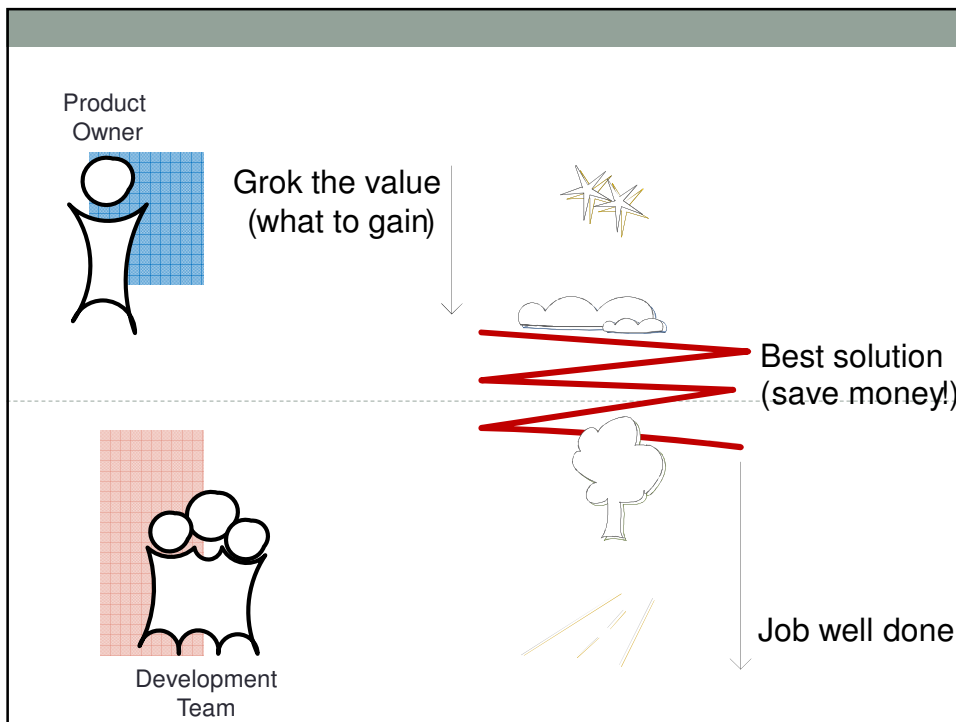 Product
Owner
Grok the value
(what to gain)
Best solution
(save money!)
Job well done
Development
Team